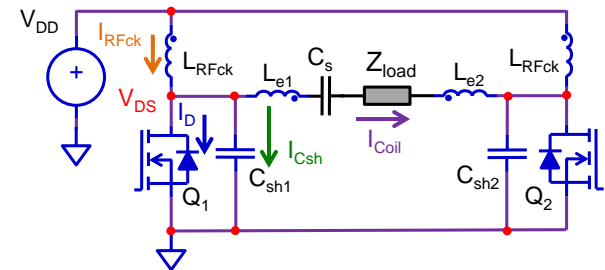 V_DD
I_RFck
L_RFck
L_e1
C_s
Z_load
L_e2
L_RFck
V_DS
I_D
I_Csh
I_Coil
C_sh1
Q_1
C_sh2
Q_2
+